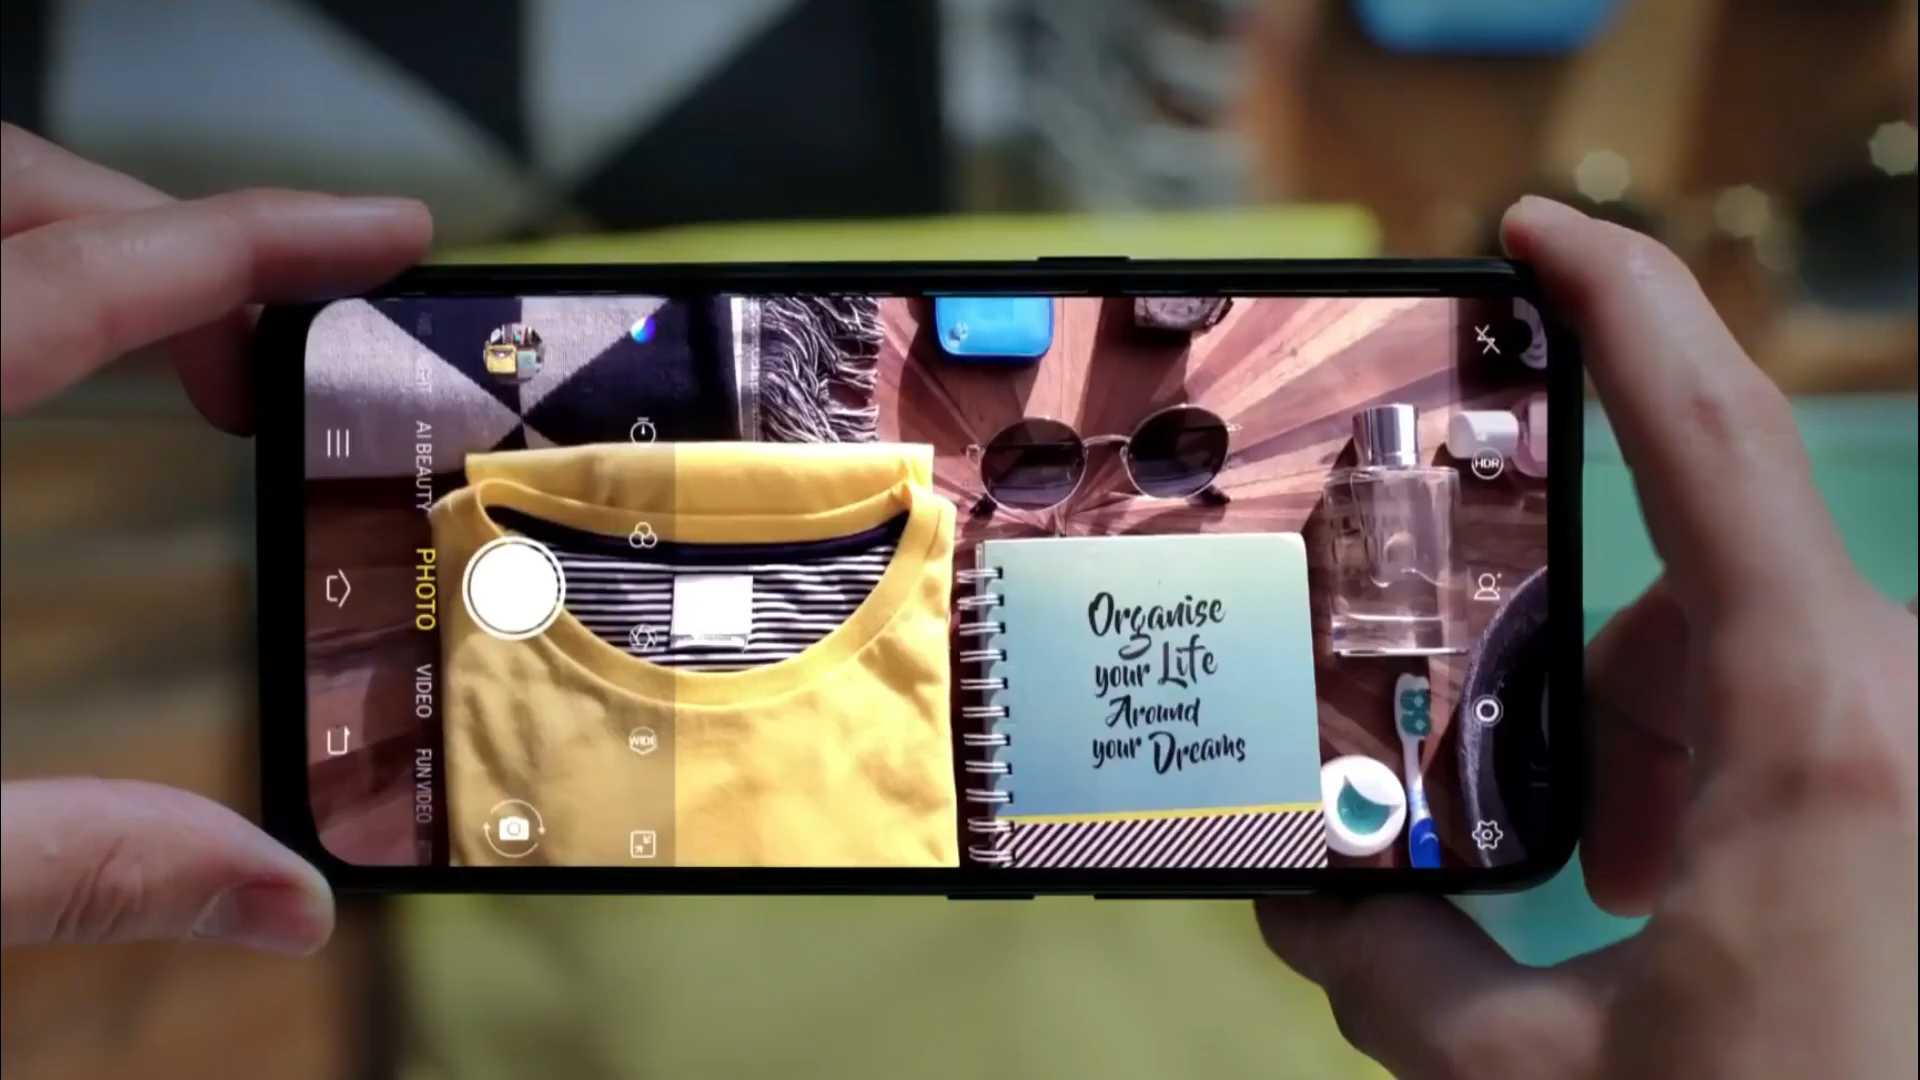 AI BEAUTY
PHOTO
VIDEO
FUN VIDEO
WIDE
HDR
Organise
your Life
Around
your Dreams